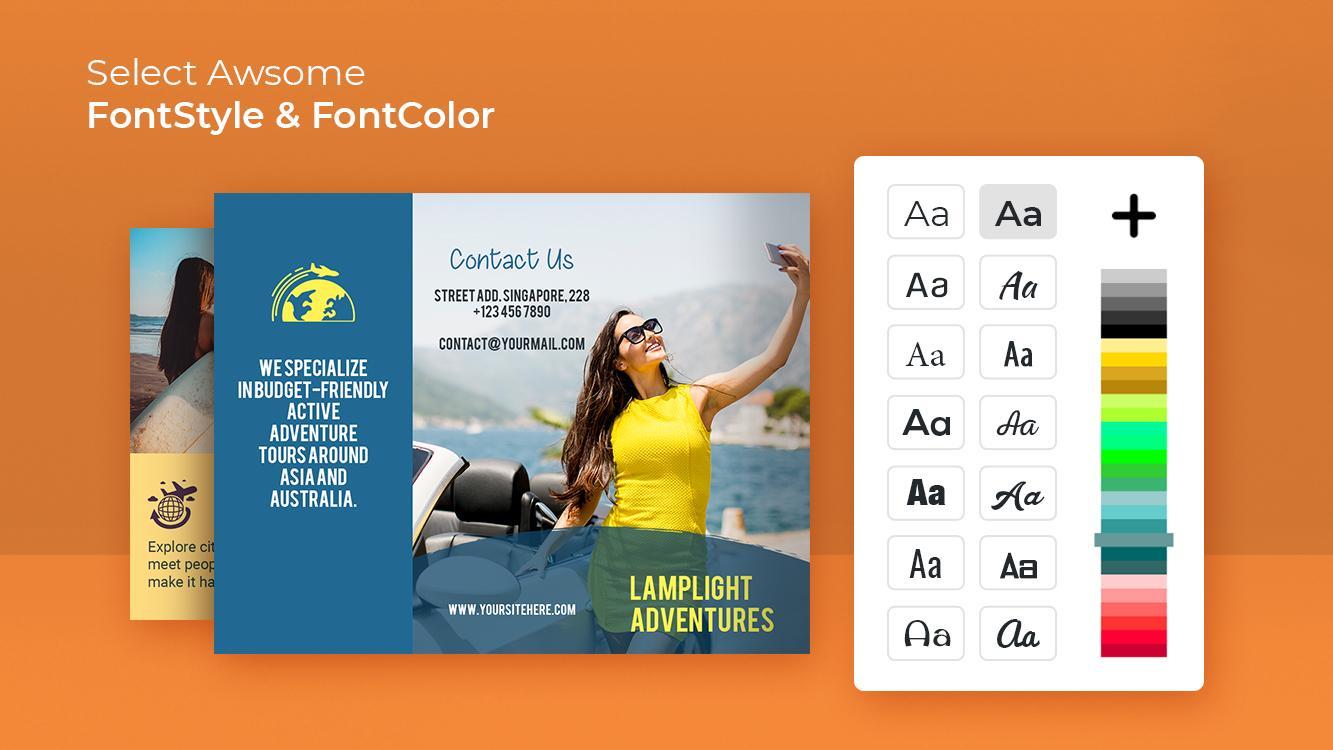 Select Awsome
FontStyle & FontColor
Explore cit
meet peop
make it ha
WE SPECIALIZE
IN BUDGET-FRIENDLY
ACTIVE
ADVENTURE
TOURS AROUND
ASIA AND
AUSTRALIA.
Contact Us
STREET ADD. SINGAPORE, 228
+123 456 7890
CONTACT@YOURMAIL.COM
WWW.YOURSITEHERE.COM
LAMPLIGHT
ADVENTURES
Aa Aa
Aa Aa
Aa Aa
Aa Aa
Aa Aa
Aa Aa
Aa Aa